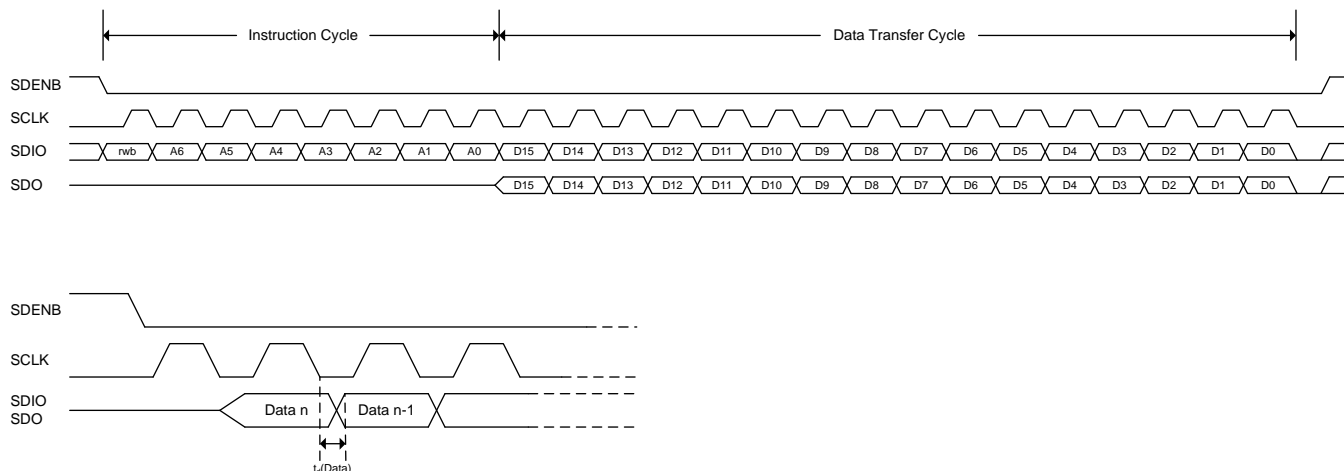 Instruction Cycle Data Transfer Cycle
SDENB
SCLK
SDIO rwb A6 A5 A4 A3 A2 A1 A0 D15 D14 D13 D12 D11 D10 D9 D8 D7 D6 D5 D4 D3 D2 D1 D0
SDO D15 D14 D13 D12 D11 D10 D9 D8 D7 D6 D5 D4 D3 D2 D1 D0
SDENB
SCLK
SDIO
SDO
Data n Data n-1
td(Data)